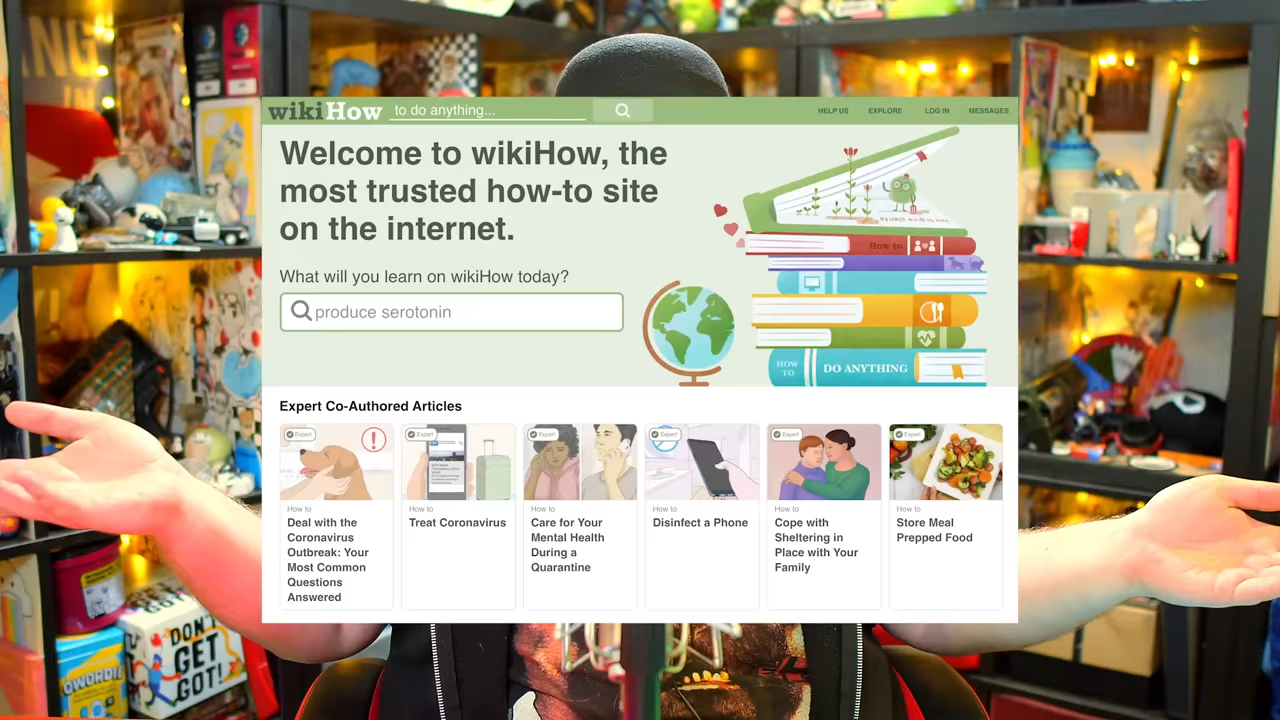 wikiHow to do anything...
HELP US EXPLORE LOG IN MESSAGES
Welcome to wikiHow, the
most trusted how-to site
on the internet.
What will you learn on wikiHow today?
produce serotonin
How to
HOW TO
DO ANYTHING
Expert Co-Authored Articles
Expert
How to
Deal with the
Coronavirus
Outbreak: Your
Most Common
Questions
Answered
Expert
How to
Treat Coronavirus
Expert
How to
Care for Your
Mental Health
During a
Quarantine
Expert
How to
Disinfect a Phone
Expert
How to
Cope with
Sheltering in
Place with Your
Family
Expert
How to
Store Meal
Prepped Food
DON'T
GET
GOT!